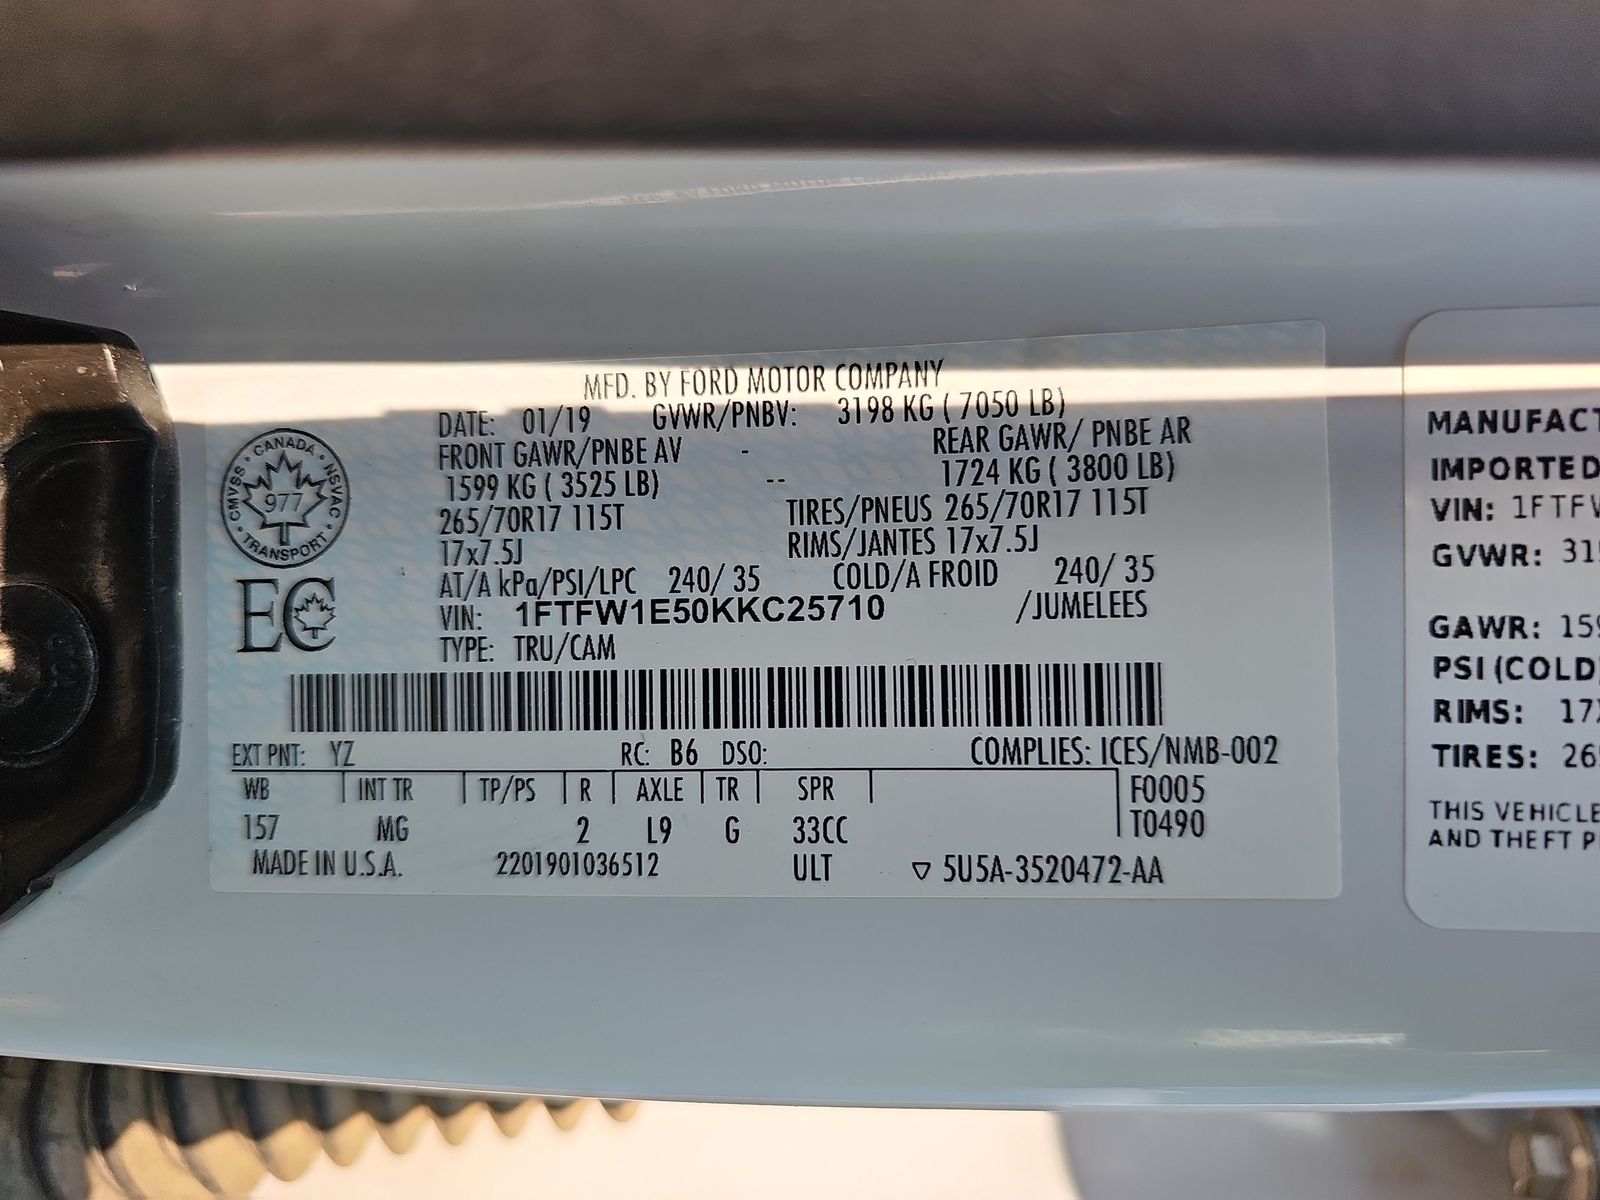 MFD. BY FORD MOTOR COMPANY
DATE: 01/19 GVWR/PNBV: 3198 KG ( 7050 LB)
FRONT GAWR/PNBE AV - REAR GAWR/ PNBE AR
1599 KG ( 3525 LB) -- 1724 KG ( 3800 LB)
265/70R17 115T TIRES/PNEUS 265/70R17 115T
17x7.5J RIMS/JANTES 17x7.5J
AT/A kPa/PSI/LPC 240/ 35 COLD/A FROID 240/ 35
VIN: 1FTFW1E50KKC25710 /JUMELEES
TYPE: TRU/CAM
CANADA
CMVSS NSVAC
977
TRANSPORT
EC
EXT PNT: YZ RC: B6 DSO: COMPLIES: ICES/NMB-002
WB INT TR TP/PS R AXLE TR SPR F0005
157 MG 2 L9 G 33CC T0490
MADE IN U.S.A. 2201901036512 ULT 5U5A-3520472-AA
MANUFACT
IMPORTED
VIN: 1FTFW
GVWR: 319
GAWR: 159
PSI (COLD)
RIMS: 17X
TIRES: 265
THIS VEHICLE
AND THEFT P